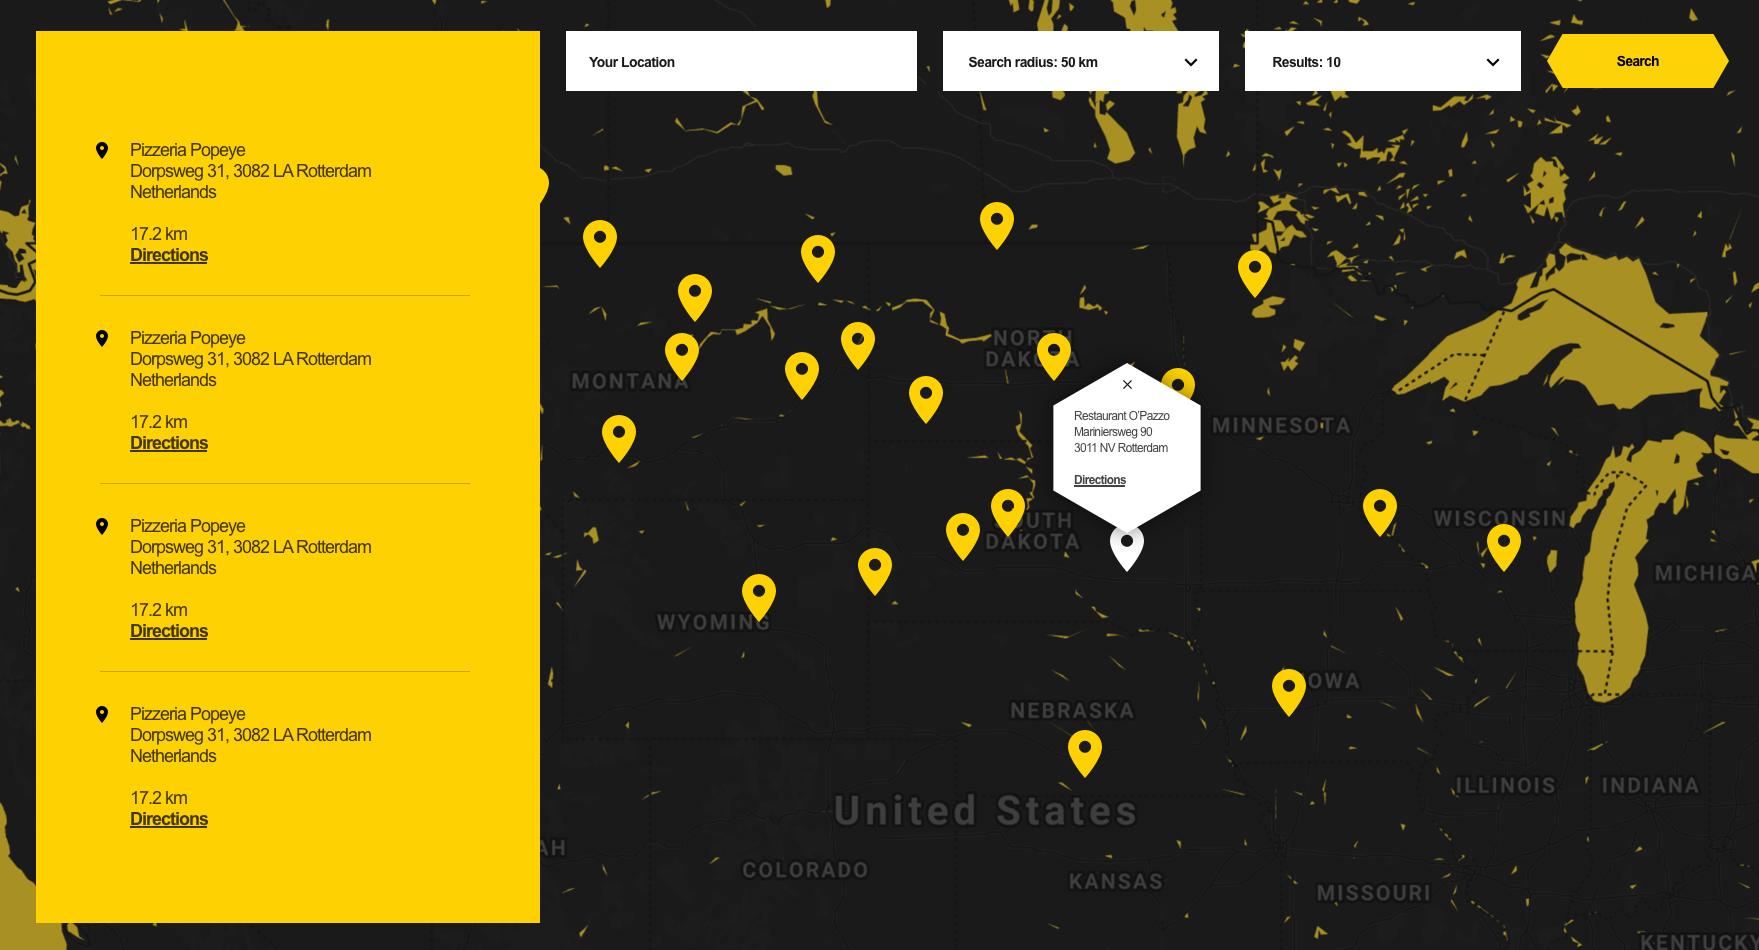 Your Location
Search radius: 50 km
Results: 10
Search
Pizzeria Popeye
Dorpsweg 31, 3082 LA Rotterdam
Netherlands
17.2 km
Directions
Pizzeria Popeye
Dorpsweg 31, 3082 LA Rotterdam
Netherlands
17.2 km
Directions
Pizzeria Popeye
Dorpsweg 31, 3082 LA Rotterdam
Netherlands
17.2 km
Directions
Pizzeria Popeye
Dorpsweg 31, 3082 LA Rotterdam
Netherlands
17.2 km
Directions
NORTH
DAKOTA
MONTANA
Restaurant O'Pazzo
Mariniersweg 90
3011 NV Rotterdam
Directions
MINNESOTA
SOUTH
DAKOTA
WISCONSIN
MICHIGA
WYOMING
IOWA
NEBRASKA
ILLINOIS
INDIANA
United States
AH
COLORADO
KANSAS
MISSOURI
KENTUCKY